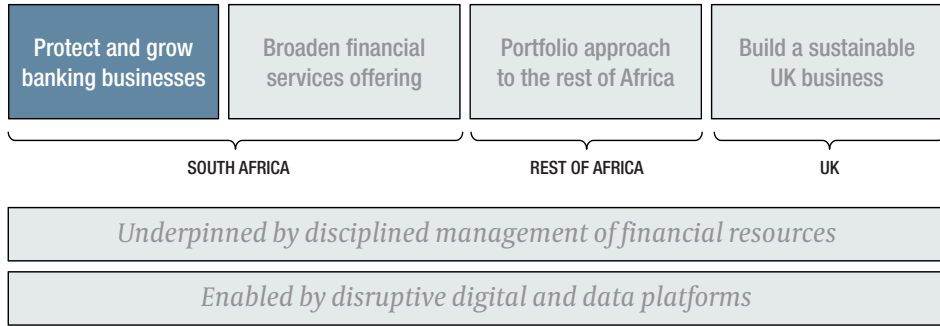 Protect and grow
banking businesses
Broaden financial
services offering
Portfolio approach
to the rest of Africa
Build a sustainable
UK business
SOUTH AFRICA
REST OF AFRICA
UK
Underpinned by disciplined management of financial resources
Enabled by disruptive digital and data platforms